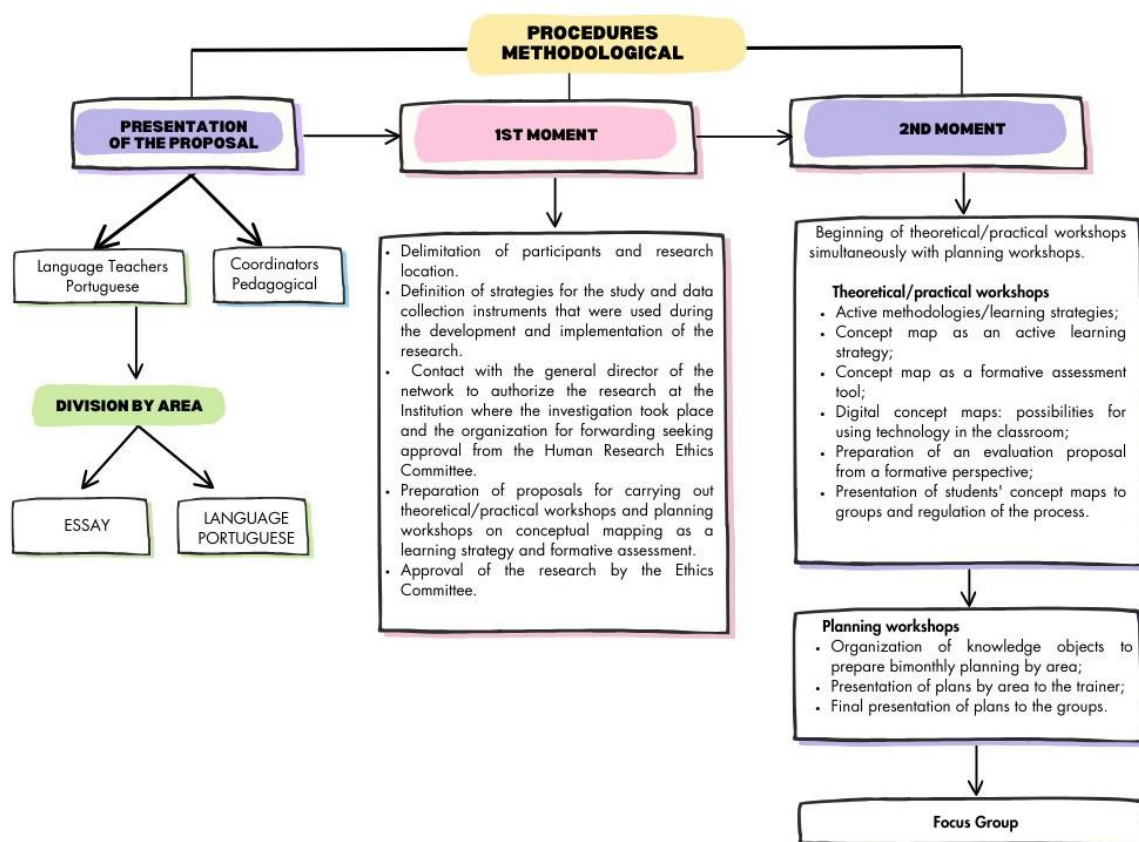 PROCEDURES
METHODOLOGICAL
PRESENTATION
OF THE PROPOSAL
1ST MOMENT
2ND MOMENT
Language Teachers
Portuguese
Coordinators
Pedagogical
DIVISION BY AREA
ESSAY
LANGUAGE
PORTUGUESE
• Delimitation of participants and research
location.
• Definition of strategies for the study and data
collection instruments that were used during
the development and implementation of the
research.
• Contact with the general director of the
network to authorize the research at the
Institution where the investigation took place
and the organization for forwarding seeking
approval from the Human Research Ethics
Committee.
• Preparation of proposals for carrying out
theoretical/practical workshops and planning
workshops on conceptual mapping as a
learning strategy and formative assessment.
• Approval of the research by the Ethics
Committee.
Beginning of theoretical/practical workshops
simultaneously with planning workshops.
Theoretical/practical workshops
• Active methodologies/learning strategies;
• Concept map as an active learning
strategy;
• Concept map as a formative assessment
tool;
• Digital concept maps: possibilities for
using technology in the classroom;
• Preparation of an evaluation proposal
from a formative perspective;
• Presentation of students' concept maps to
groups and regulation of the process.
Planning workshops
• Organization of knowledge objects to
prepare bimonthly planning by area;
• Presentation of plans by area to the trainer;
• Final presentation of plans to the groups.
Focus Group